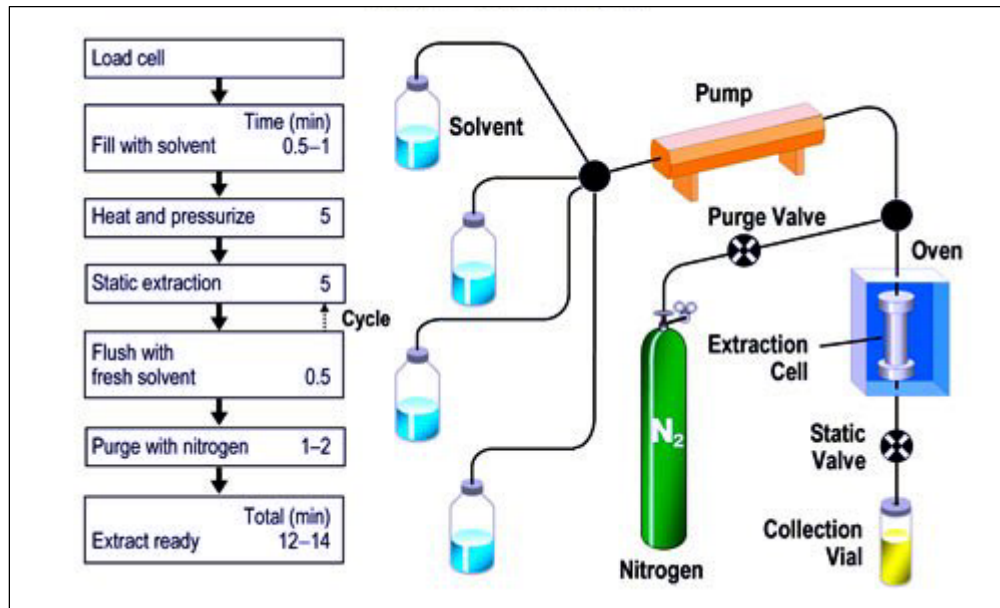 Load cell
Time (min)
Fill with solvent 0.5–1
Heat and pressurize 5
Static extraction 5
Cycle
Flush with
fresh solvent 0.5
Purge with nitrogen 1–2
Total (min)
Extract ready 12–14
Solvent
Pump
Purge Valve
Oven
Extraction
Cell
N₂
Static
Valve
Nitrogen
Collection
Vial